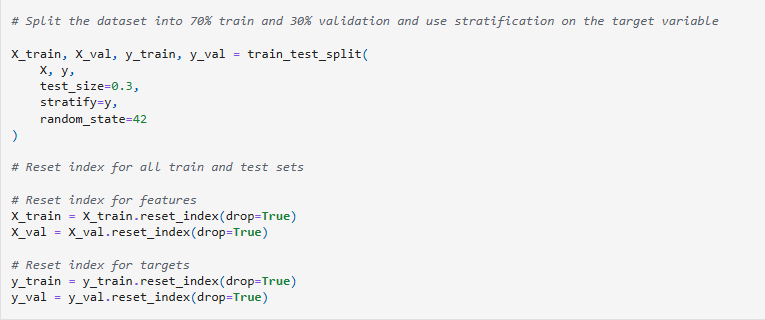 # Split the dataset into 70% train and 30% validation and use stratification on the target variable
X_train, X_val, y_train, y_val = train_test_split(
    X, y,
    test_size=0.3,
    stratify=y,
    random_state=42
)
# Reset index for all train and test sets
# Reset index for features
X_train = X_train.reset_index(drop=True)
X_val = X_val.reset_index(drop=True)
# Reset index for targets
y_train = y_train.reset_index(drop=True)
y_val = y_val.reset_index(drop=True)